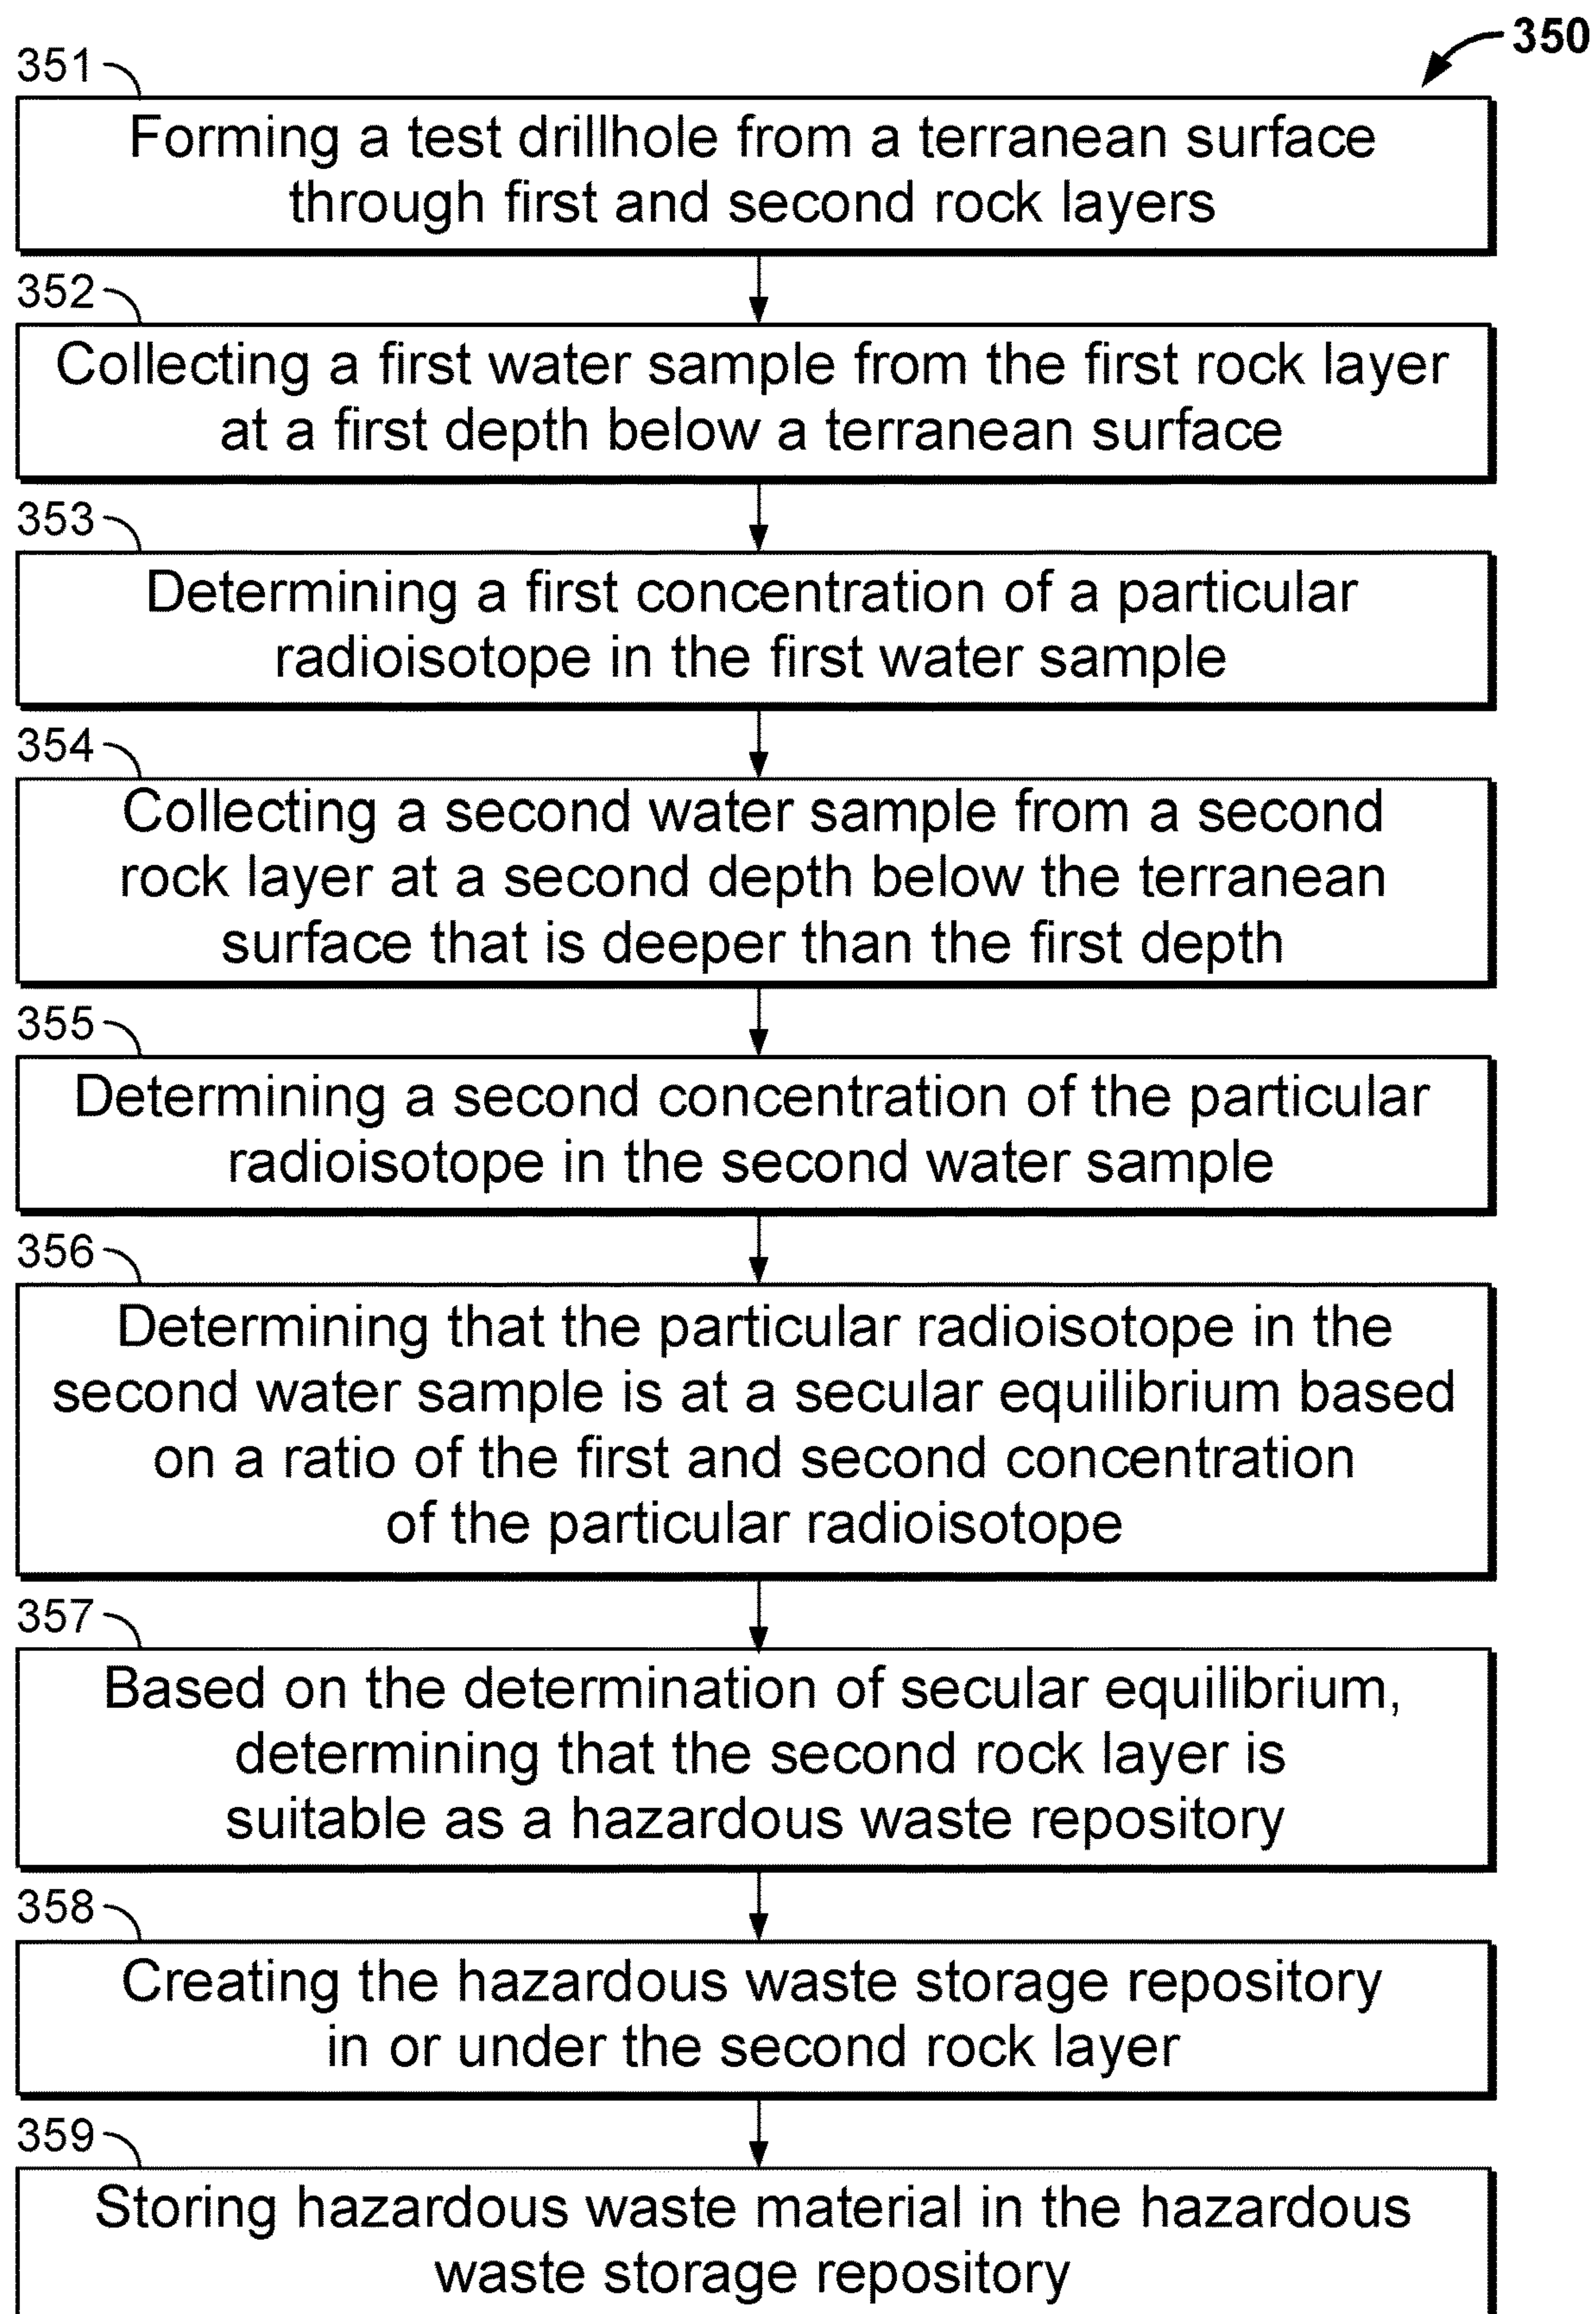 350
351
Forming a test drillhole from a terranean surface
through first and second rock layers
352
Collecting a first water sample from the first rock layer
at a first depth below a terranean surface
353
Determining a first concentration of a particular
radioisotope in the first water sample
354
Collecting a second water sample from a second
rock layer at a second depth below the terranean
surface that is deeper than the first depth
355
Determining a second concentration of the particular
radioisotope in the second water sample
356
Determining that the particular radioisotope in the
second water sample is at a secular equilibrium based
on a ratio of the first and second concentration
of the particular radioisotope
357
Based on the determination of secular equilibrium,
determining that the second rock layer is
suitable as a hazardous waste repository
358
Creating the hazardous waste storage repository
in or under the second rock layer
359
Storing hazardous waste material in the hazardous
waste storage repository